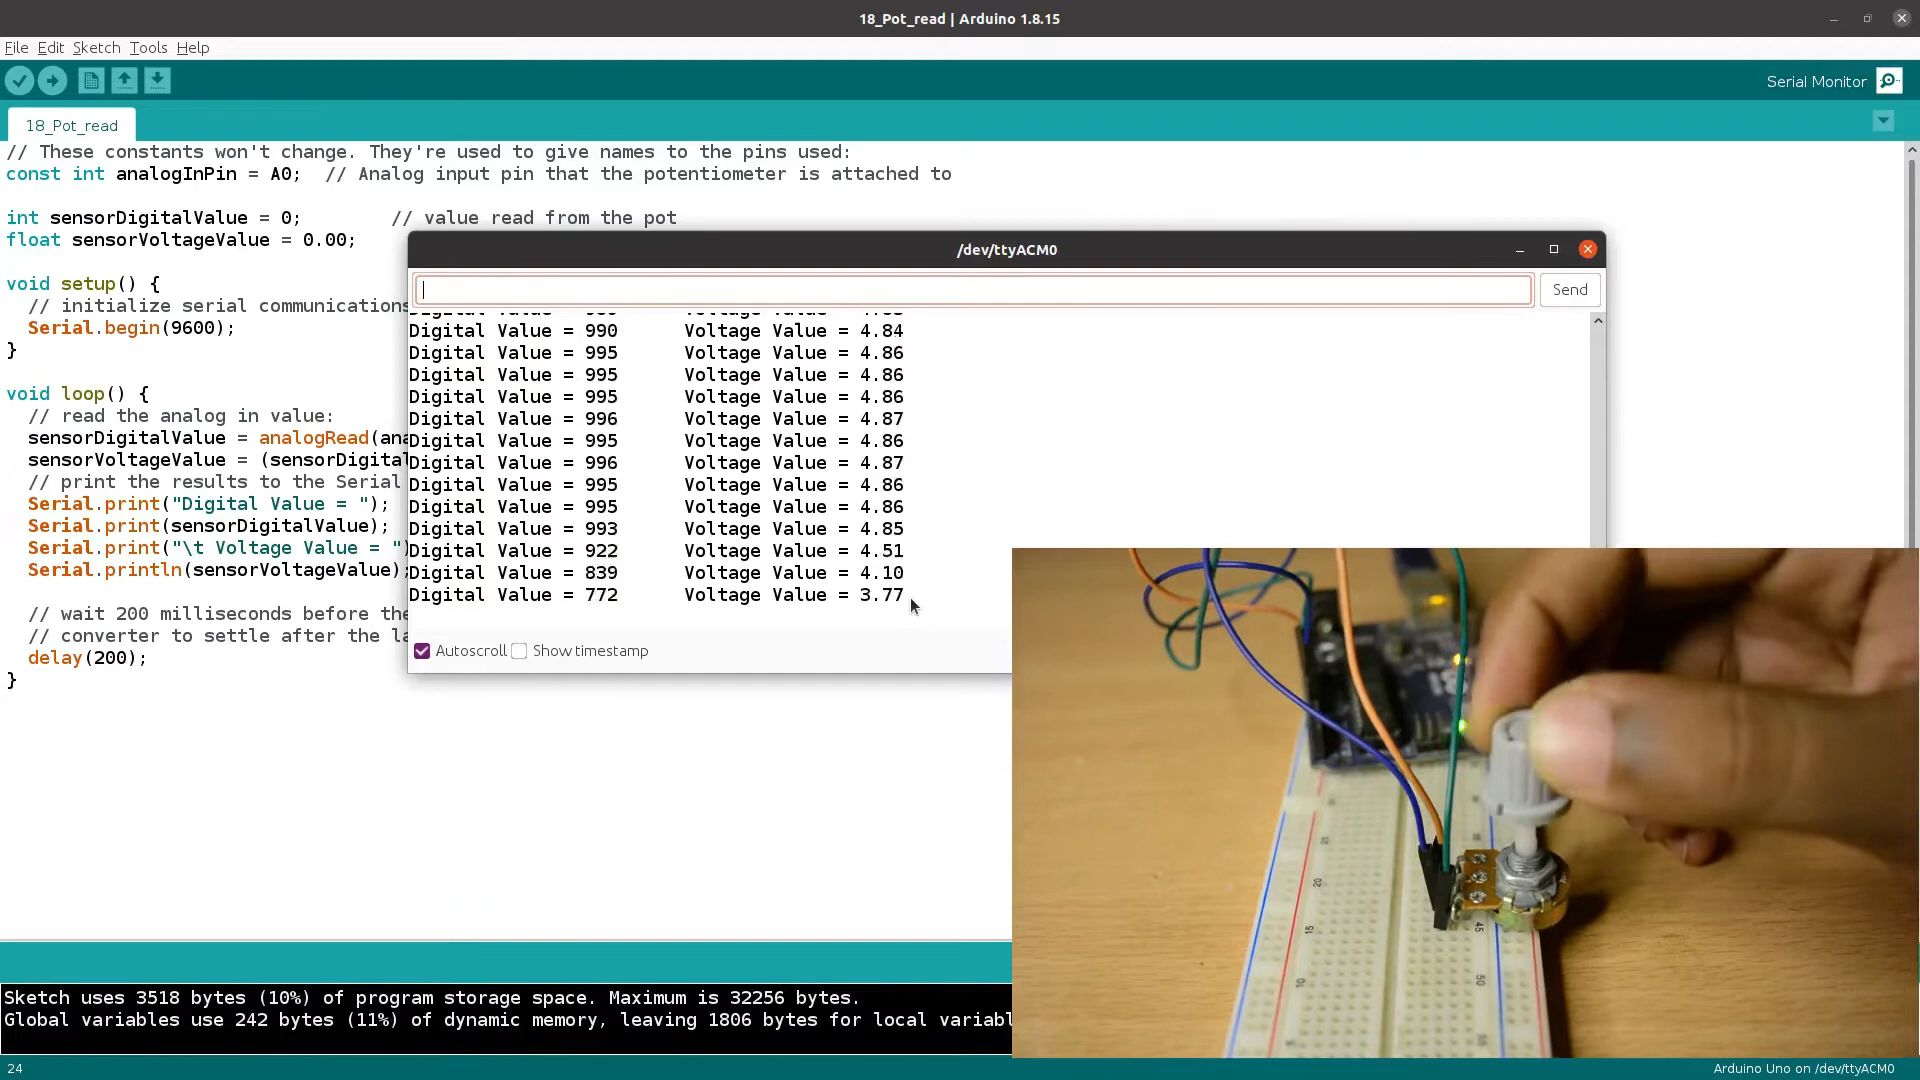 18_Pot_read | Arduino 1.8.15
File Edit Sketch Tools Help
Serial Monitor
18_Pot_read
// These constants won't change. They're used to give names to the pins used:
const int analogInPin = A0;  // Analog input pin that the potentiometer is attached to
int sensorDigitalValue = 0;        // value read from the pot
float sensorVoltageValue = 0.00;
void setup() {
// initialize serial communications
Serial.begin(9600);
}
void loop() {
// read the analog in value:
sensorDigitalValue = analogRead(ana
sensorVoltageValue = (sensorDigital
// print the results to the Serial
Serial.print("Digital Value = ");
Serial.print(sensorDigitalValue);
Serial.print("\t Voltage Value = ")
Serial.println(sensorVoltageValue);
// wait 200 milliseconds before the
// converter to settle after the la
delay(200);
}
/dev/ttyACM0
Send
Digital Value = 990      Voltage Value = 4.84
Digital Value = 995      Voltage Value = 4.86
Digital Value = 995      Voltage Value = 4.86
Digital Value = 995      Voltage Value = 4.86
Digital Value = 996      Voltage Value = 4.87
Digital Value = 995      Voltage Value = 4.86
Digital Value = 996      Voltage Value = 4.87
Digital Value = 995      Voltage Value = 4.86
Digital Value = 995      Voltage Value = 4.86
Digital Value = 993      Voltage Value = 4.85
Digital Value = 922      Voltage Value = 4.51
Digital Value = 839      Voltage Value = 4.10
Digital Value = 772      Voltage Value = 3.77
Autoscroll Show timestamp
Sketch uses 3518 bytes (10%) of program storage space. Maximum is 32256 bytes.
Global variables use 242 bytes (11%) of dynamic memory, leaving 1806 bytes for local variabl
24
Arduino Uno on /dev/ttyACM0